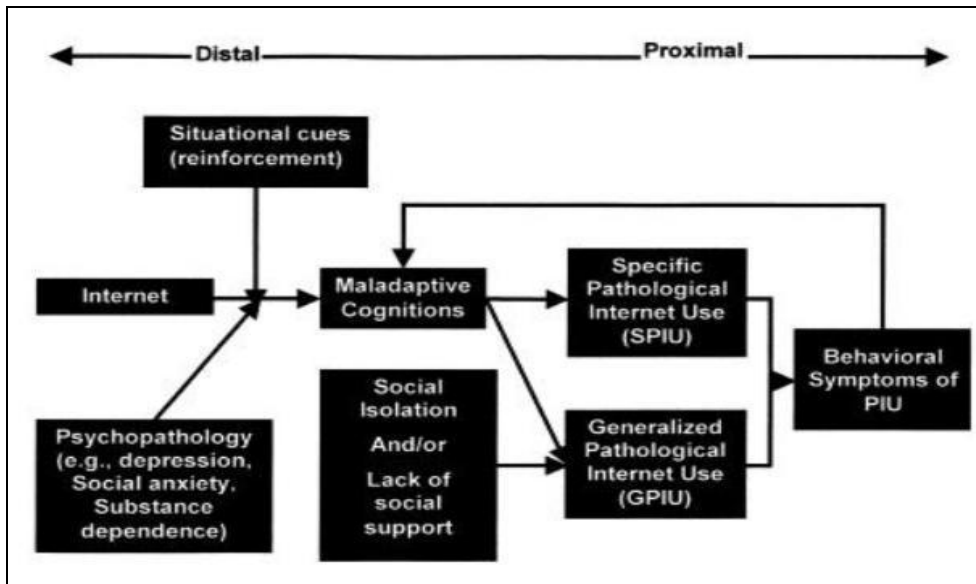 Distal
Proximal
Situational cues
(reinforcement)
Internet
Maladaptive
Cognitions
Specific
Pathological
Internet Use
(SPIU)
Behavioral
Symptoms of
PIU
Psychopathology
(e.g., depression,
Social anxiety,
Substance
dependence)
Social
Isolation
And/or
Lack of
social
support
Generalized
Pathological
Internet Use
(GPIU)